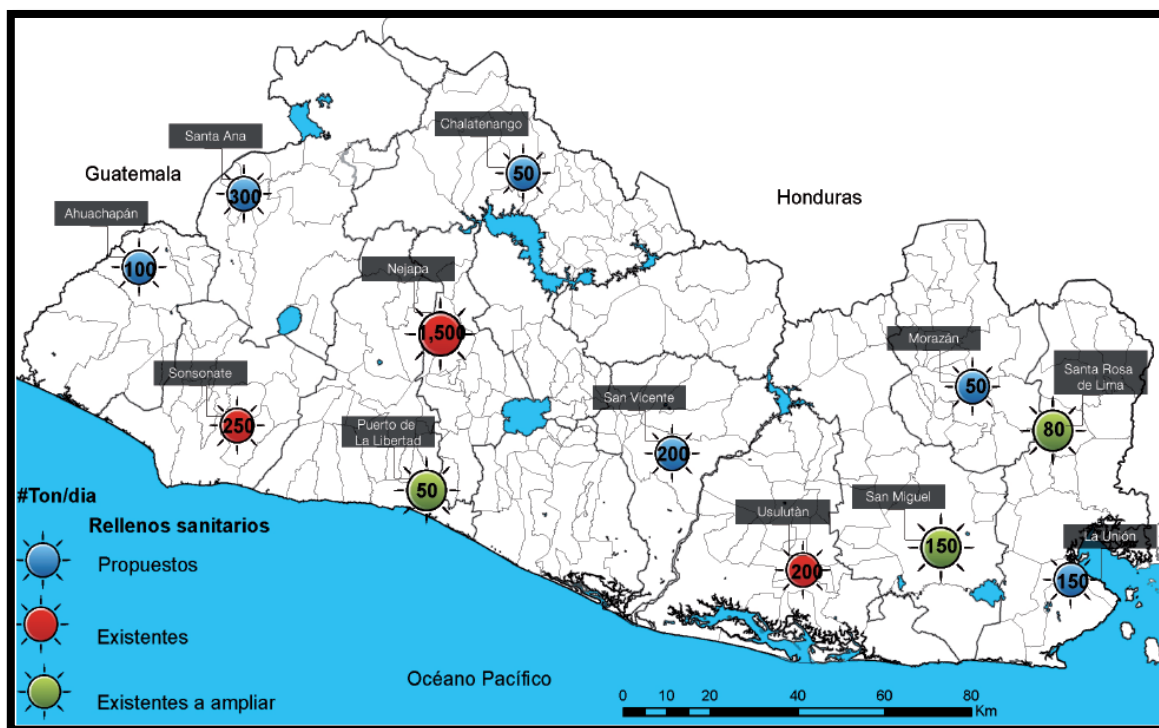 Santa Ana
300
Guatemala
Ahuachapán
100
Chalatenango
50
Honduras
Nejapa
1,500
Sonsonate
250
Puerto de
La Libertad
50
San Vicente
200
Morazán
50
Santa Rosa
de Lima
80
Usulutàn
200
San Miguel
150
La Unión
150
#Ton/dia
Rellenos sanitarios
Propuestos
Existentes
Existentes a ampliar
Océano Pacífico
0 5 10 20 40 60 80
Km